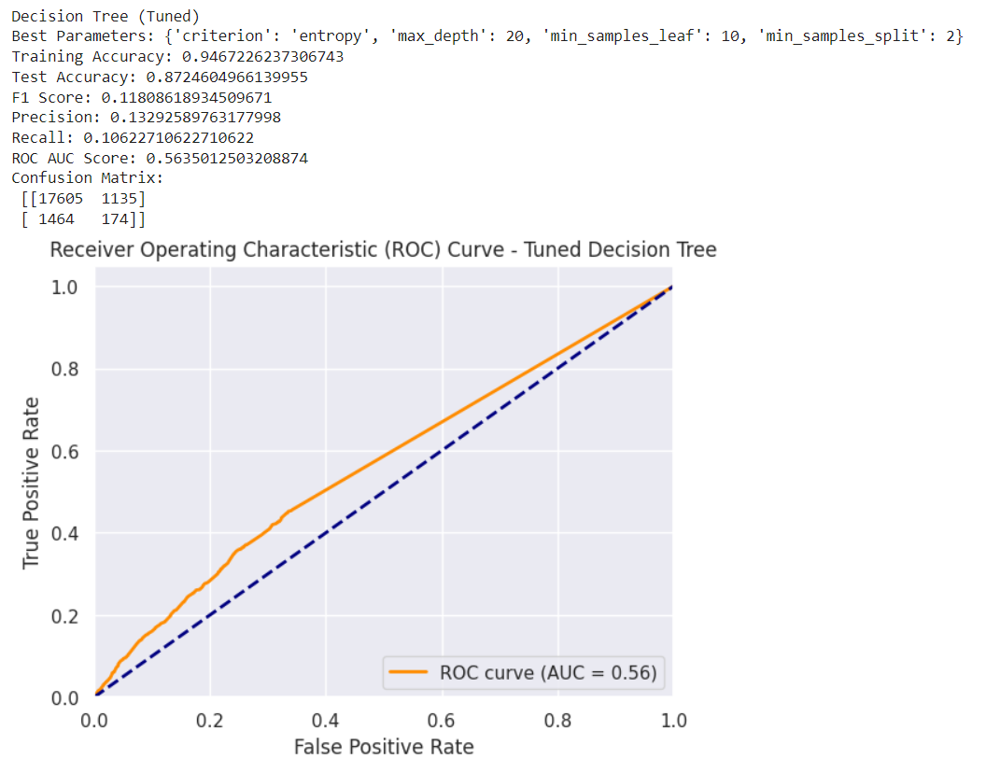 Decision Tree (Tuned)
Best Parameters: {'criterion': 'entropy', 'max_depth': 20, 'min_samples_leaf': 10, 'min_samples_split': 2}
Training Accuracy: 0.9467226237306743
Test Accuracy: 0.8724604966139955
F1 Score: 0.11808618934509671
Precision: 0.13292589763177998
Recall: 0.10622710622710622
ROC AUC Score: 0.5635012503208874
Confusion Matrix:
[[17605 1135]
[ 1464 174]]
Receiver Operating Characteristic (ROC) Curve - Tuned Decision Tree
1.0
0.8
0.6
0.4
0.2
0.0
True Positive Rate
ROC curve (AUC = 0.56)
0.0 0.2 0.4 0.6 0.8 1.0
False Positive Rate